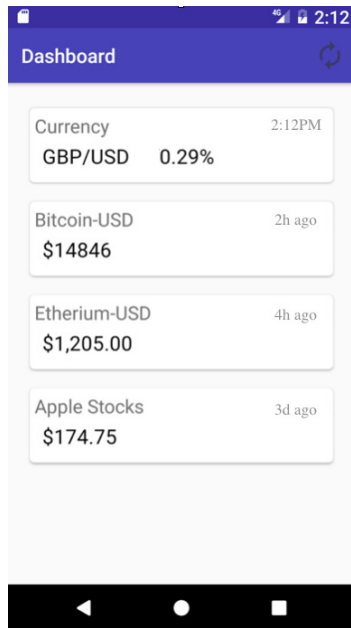 4G 2:12
Dashboard
Currency 2:12PM
GBP/USD 0.29%
Bitcoin-USD 2h ago
$14846
Etherium-USD 4h ago
$1,205.00
Apple Stocks 3d ago
$174.75